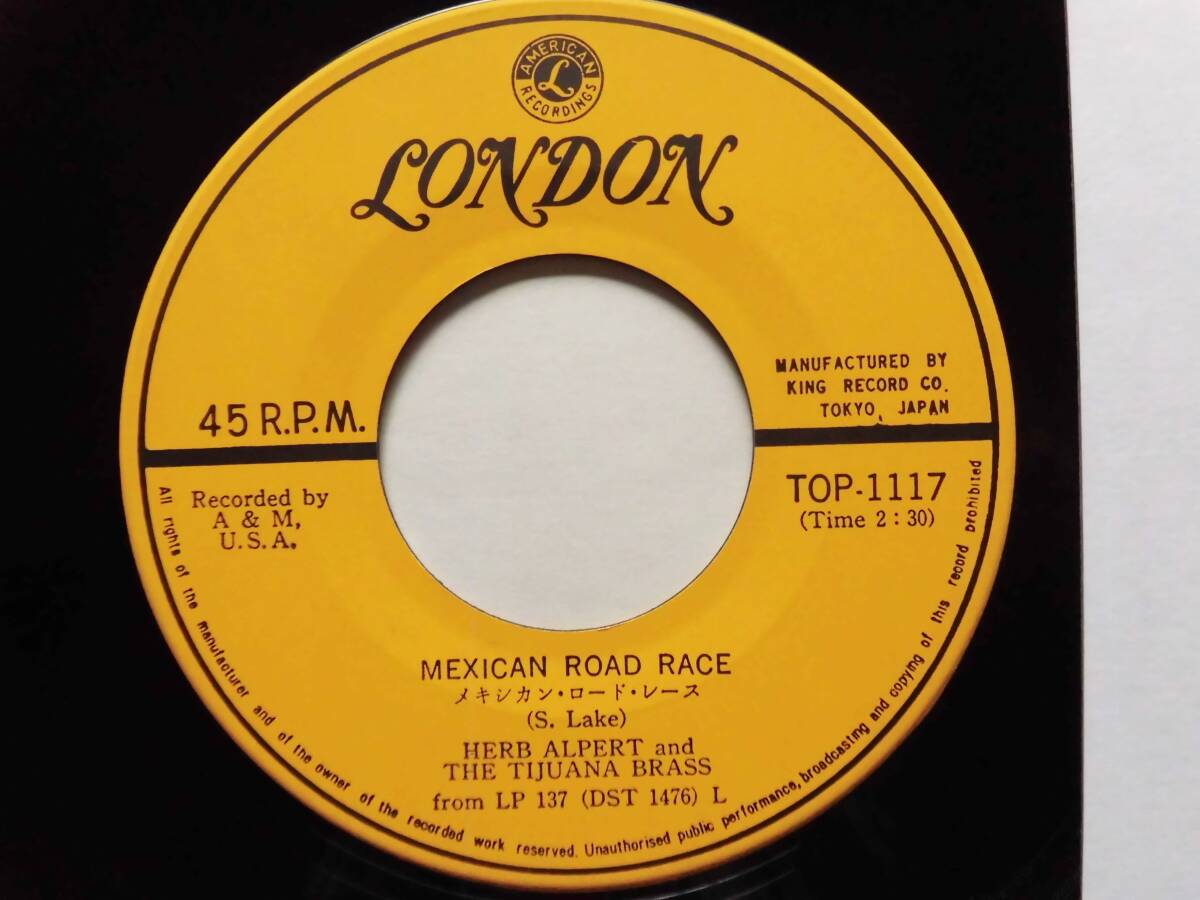 AMERICAN
L
RECORDINGS
LONDON
MANUFACTURED BY
KING RECORD CO.
TOKYO, JAPAN
45 R.P.M.
Recorded by
A & M,
U.S.A.
TOP-1117
(Time 2 : 30)
MEXICAN ROAD RACE
メキシカン・ロード・レース
(S. Lake)
HERB ALPERT and
THE TIJUANA BRASS
from LP 137 (DST 1476) L
All rights of the manufacturer and of the owner of the recorded work reserved. Unauthorised public performance, broadcasting and copying of this record prohibited